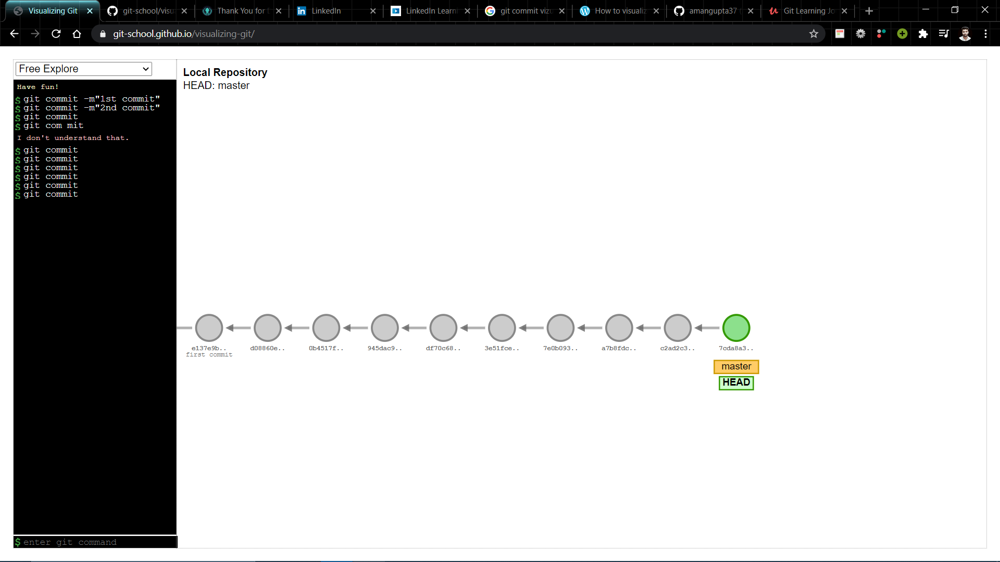 Visualizing Git
git-school/visu
Thank You for D
LinkedIn
LinkedIn Learni
git commit vizu
How to visualiz
amangupta37 (
Git Learning Jo
git-school.github.io/visualizing-git/
Free Explore
Have fun!
$ git commit -m"1st commit"
$ git commit -m"2nd commit"
$ git commit
$ git com mit
I don't understand that.
$ git commit
$ git commit
$ git commit
$ git commit
$ git commit
$ git commit
$ enter git command
Local Repository
HEAD: master
e137e9b.. d08860e.. 0b4517f.. 945dac9.. df70c68.. 3e51fce.. 7e0b093.. a7b8fdc.. c2ad2c3.. 7cda8a3..
first commit
master
HEAD